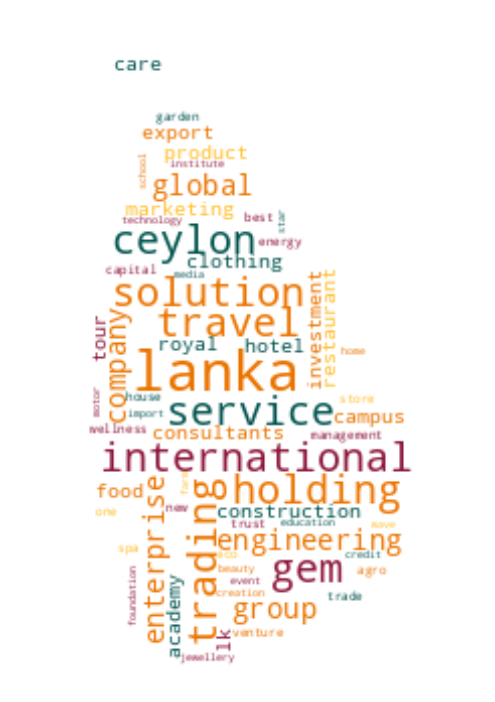 care
garden
export
product
school
institute
global
marketing
technology
best
star
ceylon
energy
clothing
capital
media
solution
investment
restaurant
travel
tour
company
royal
hotel
home
lanka
motor
house
store
import
service
campus
wellness
consultants
management
international
food
enterprise
farm
trading
holding
one
new
construction
trust
education
move
engineering
spa
eco
credit
gem
beauty
agro
foundation
academy
event
creation
trade
group
lk
venture
jewellery